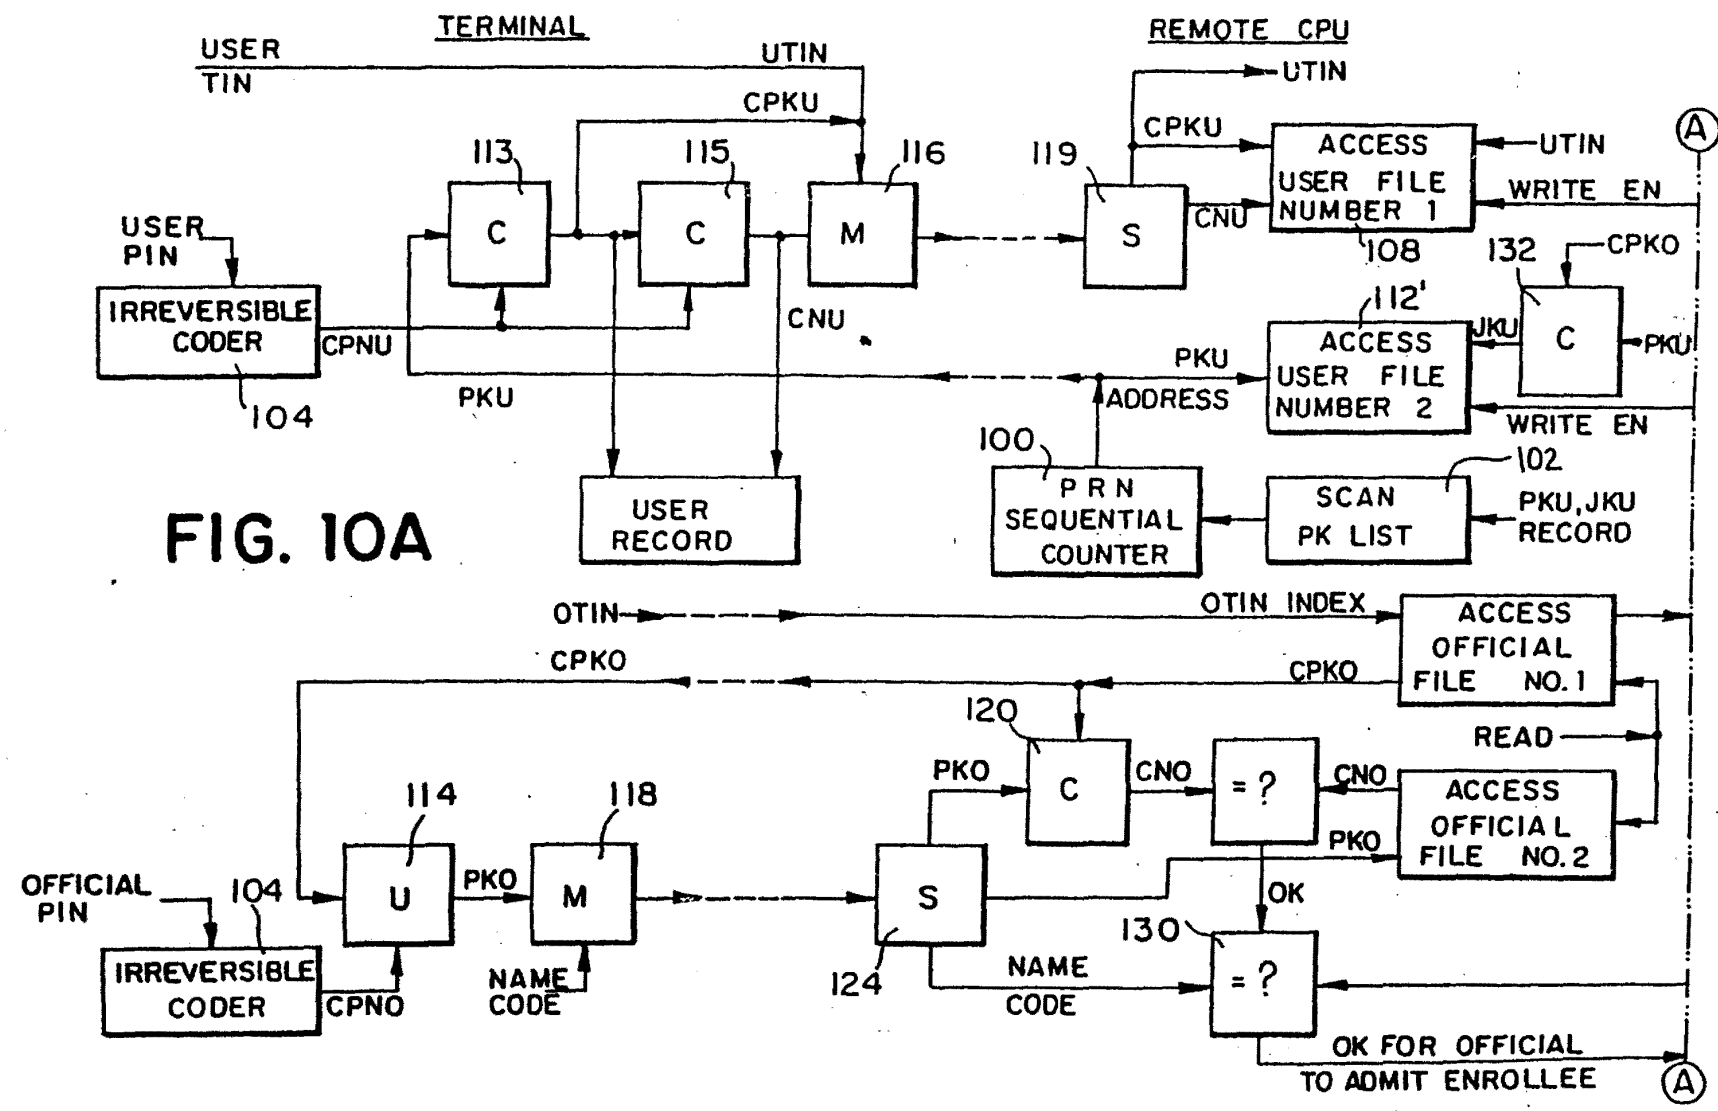 TERMINAL
REMOTE CPU
USER
TIN
UTIN
UTIN
CPKU
CPKU
113
115
116
119
ACCESS
USER FILE
NUMBER 1
UTIN
WRITE EN
A
C
C
M
S
CNU
108
USER
PIN
IRREVERSIBLE
CODER
CPNU
104
CNU
132
CPKO
112'
JKU
C
PKU
ACCESS
USER FILE
NUMBER 2
PKU
ADDRESS
PKU
WRITE EN
100
102
PRN
SEQUENTIAL
COUNTER
SCAN
PK LIST
PKU, JKU
RECORD
USER
RECORD
FIG. 10A
OTIN
OTIN INDEX
ACCESS
OFFICIAL
FILE NO. 1
CPKO
CPKO
120
READ
PKO
C
CNO
= ?
CNO
ACCESS
OFFICIAL
FILE NO. 2
PKO
114
118
OFFICIAL
PIN
104
U
PKO
M
S
OK
130
IRREVERSIBLE
CODER
CPNO
NAME
CODE
124
NAME
CODE
= ?
OK FOR OFFICIAL
TO ADMIT ENROLLEE
A